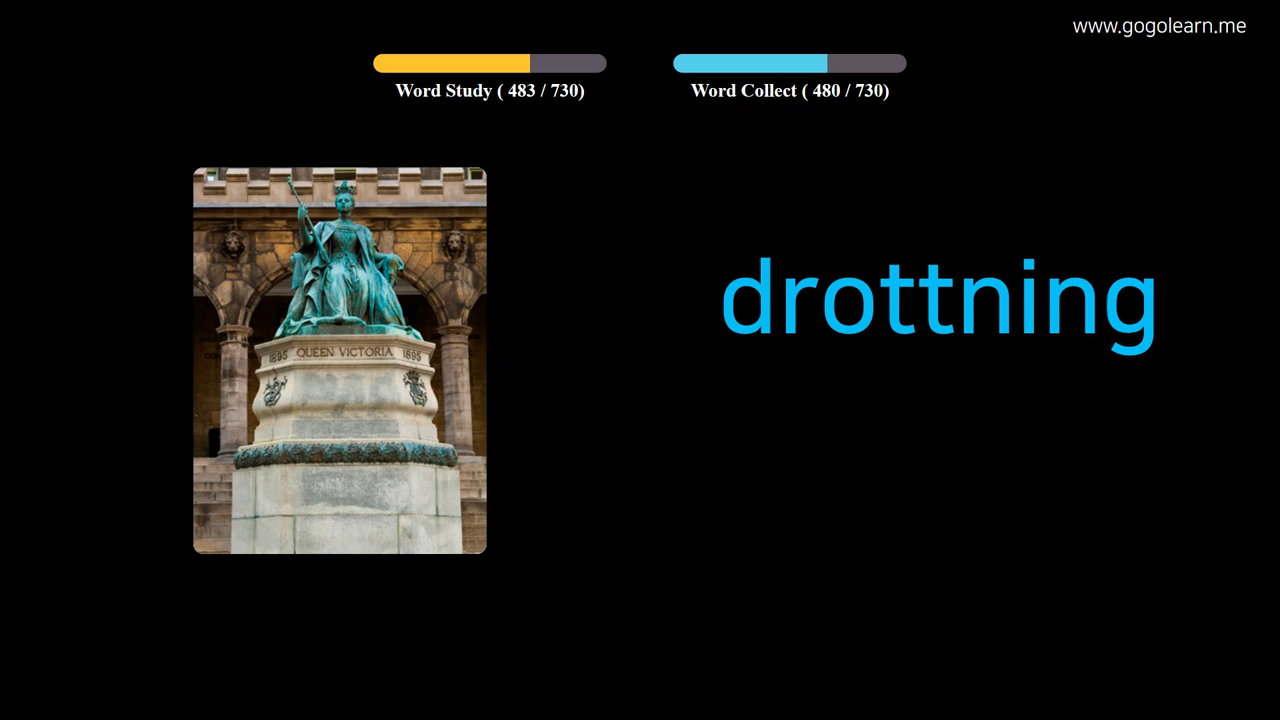 www.gogolearn.me
Word Study ( 483 / 730)
Word Collect ( 480 / 730)
drottning
1895 QUEEN VICTORIA 1895